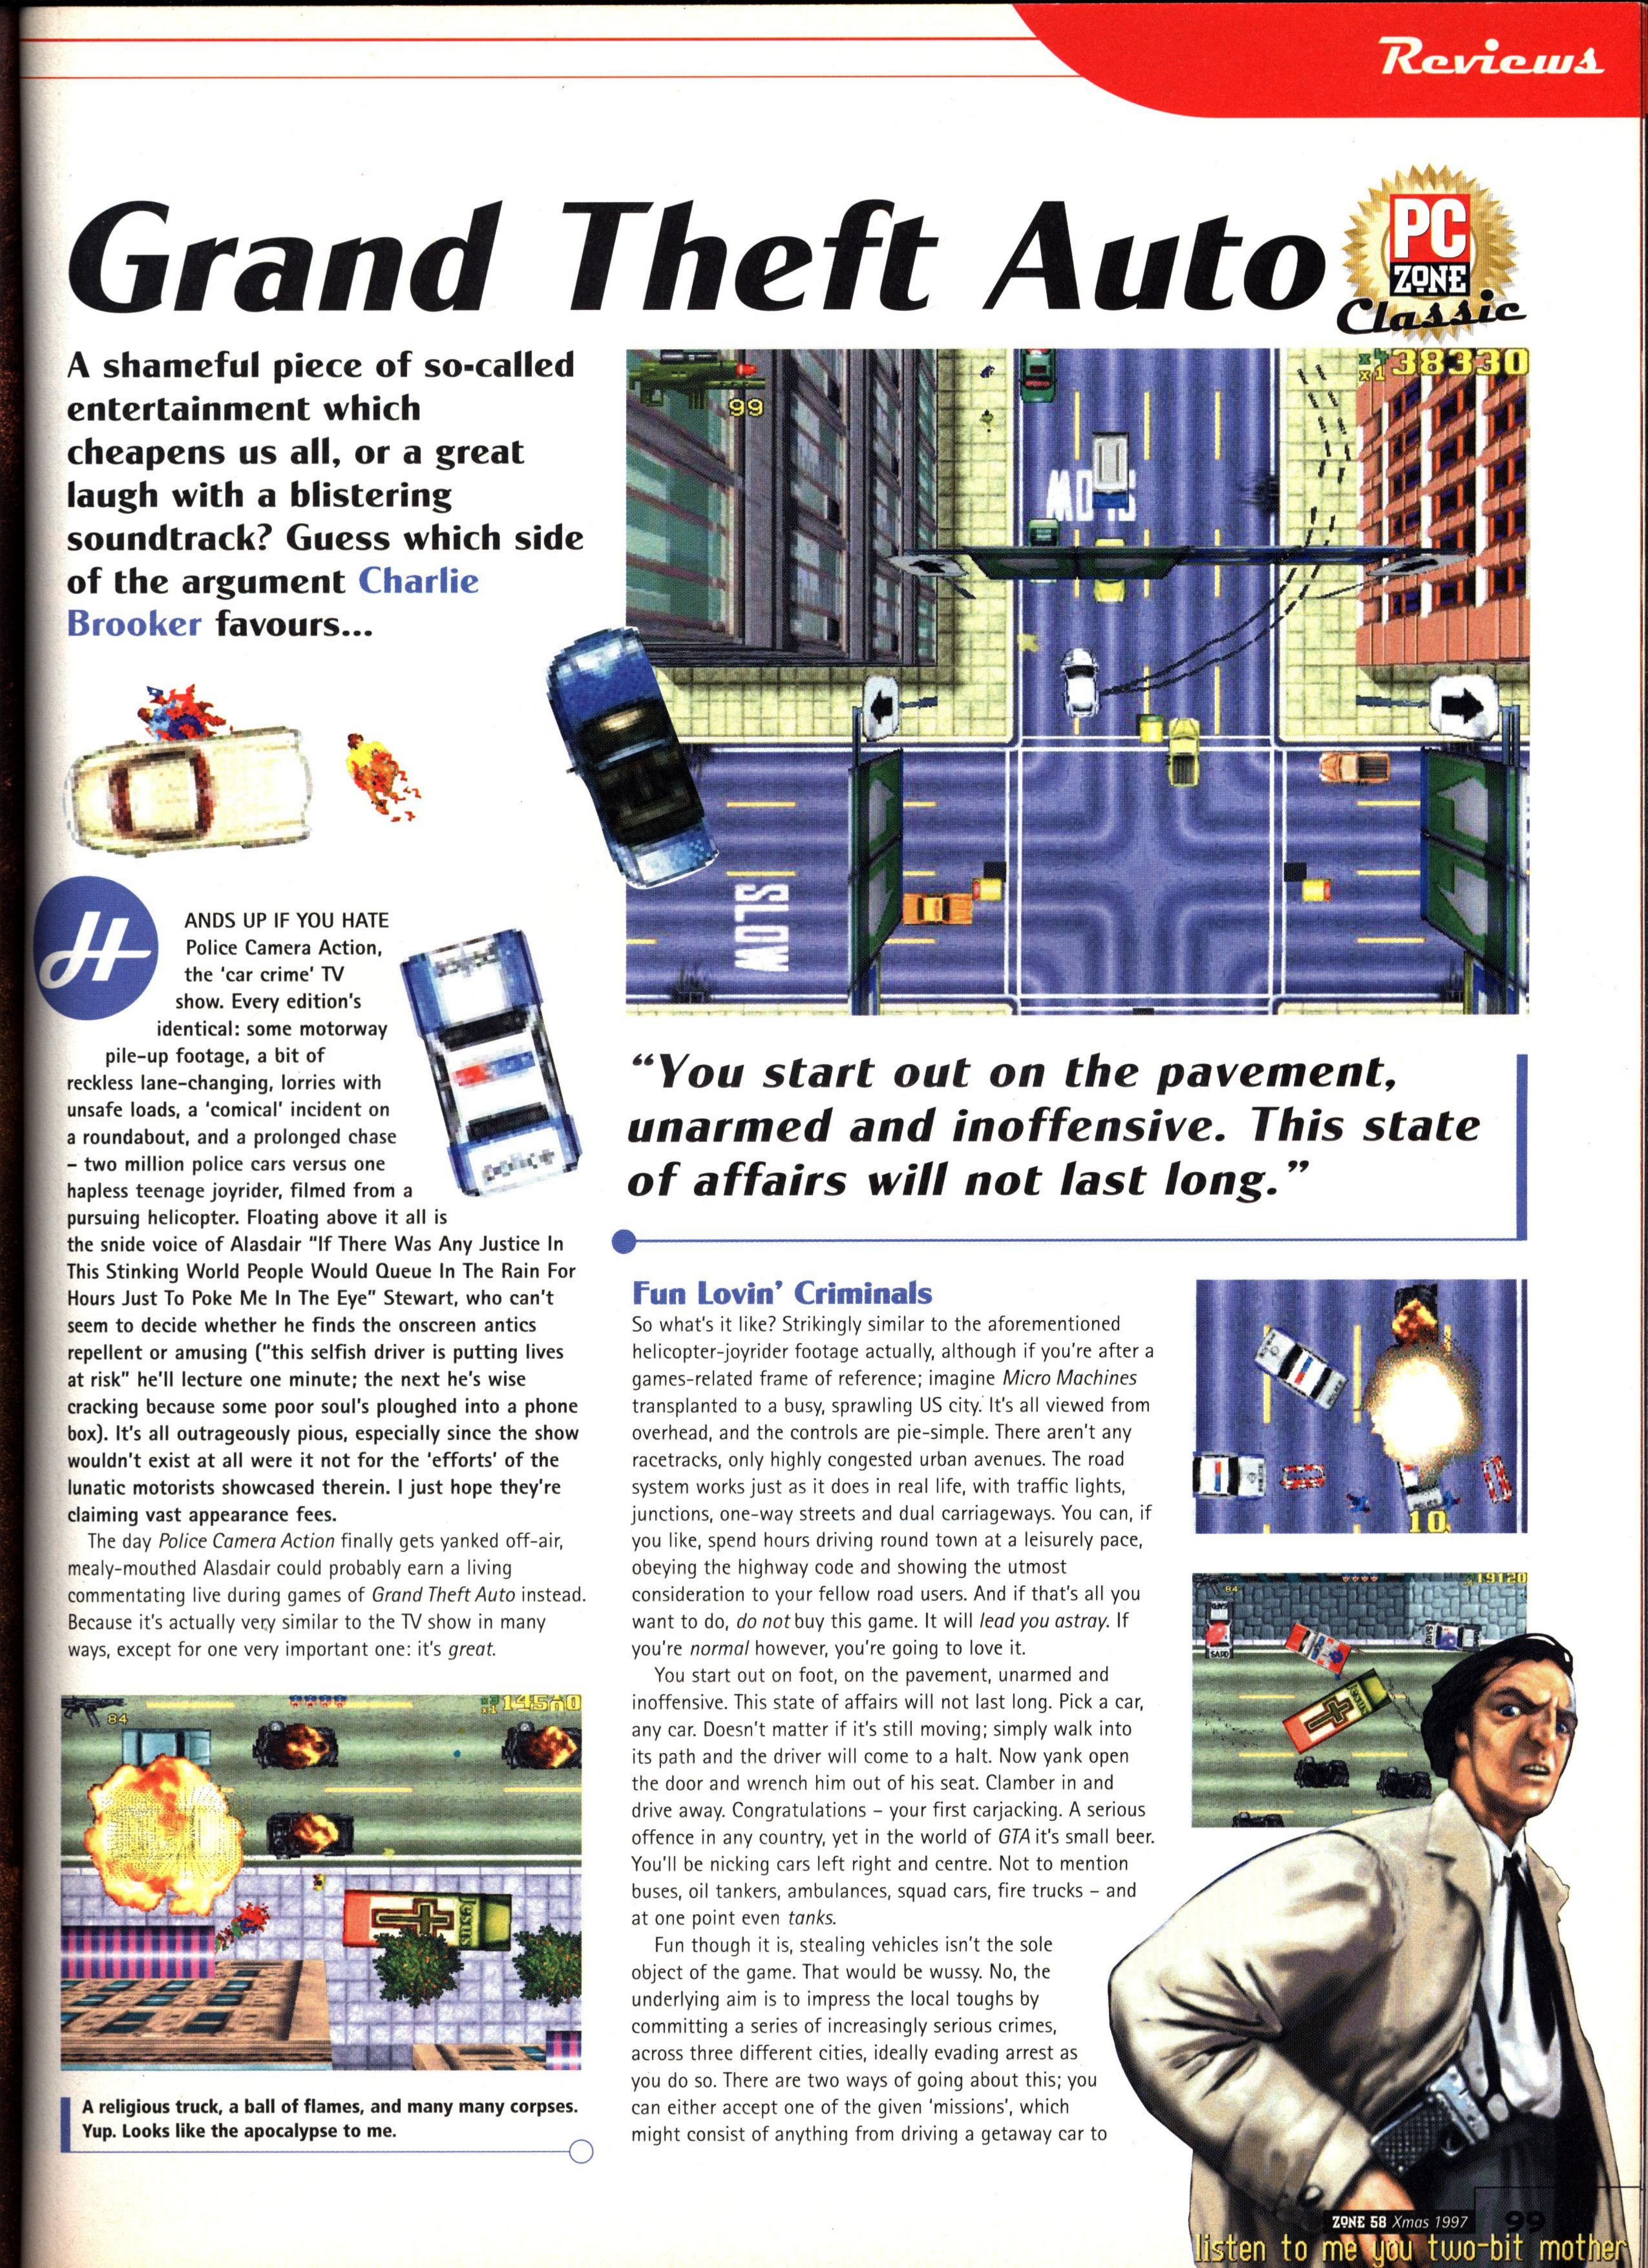 Reviews
Grand Theft Auto
PC
ZONE
Classic
A shameful piece of so-called
entertainment which
cheapens us all, or a great
laugh with a blistering
soundtrack? Guess which side
of the argument Charlie
Brooker favours...
99
x4
x1
38330
SLOW
SLOW
H
ANDS UP IF YOU HATE
Police Camera Action,
the 'car crime' TV
show. Every edition's
identical: some motorway
pile-up footage, a bit of
reckless lane-changing, lorries with
unsafe loads, a 'comical' incident on
a roundabout, and a prolonged chase
– two million police cars versus one
hapless teenage joyrider, filmed from a
pursuing helicopter. Floating above it all is
the snide voice of Alasdair "If There Was Any Justice In
This Stinking World People Would Queue In The Rain For
Hours Just To Poke Me In The Eye" Stewart, who can't
seem to decide whether he finds the onscreen antics
repellent or amusing ("this selfish driver is putting lives
at risk" he'll lecture one minute; the next he's wise
cracking because some poor soul's ploughed into a phone
box). It's all outrageously pious, especially since the show
wouldn't exist at all were it not for the 'efforts' of the
lunatic motorists showcased therein. I just hope they're
claiming vast appearance fees.
The day Police Camera Action finally gets yanked off-air,
mealy-mouthed Alasdair could probably earn a living
commentating live during games of Grand Theft Auto instead.
Because it's actually very similar to the TV show in many
ways, except for one very important one: it's great.
84
x1
14500
Jesus
A religious truck, a ball of flames, and many many corpses.
Yup. Looks like the apocalypse to me.
"You start out on the pavement,
unarmed and inoffensive. This state
of affairs will not last long."
Fun Lovin' Criminals
So what's it like? Strikingly similar to the aforementioned
helicopter-joyrider footage actually, although if you're after a
games-related frame of reference; imagine Micro Machines
transplanted to a busy, sprawling US city. It's all viewed from
overhead, and the controls are pie-simple. There aren't any
racetracks, only highly congested urban avenues. The road
system works just as it does in real life, with traffic lights,
junctions, one-way streets and dual carriageways. You can, if
you like, spend hours driving round town at a leisurely pace,
obeying the highway code and showing the utmost
consideration to your fellow road users. And if that's all you
want to do, do not buy this game. It will lead you astray. If
you're normal however, you're going to love it.
You start out on foot, on the pavement, unarmed and
inoffensive. This state of affairs will not last long. Pick a car,
any car. Doesn't matter if it's still moving; simply walk into
its path and the driver will come to a halt. Now yank open
the door and wrench him out of his seat. Clamber in and
drive away. Congratulations – your first carjacking. A serious
offence in any country, yet in the world of GTA it's small beer.
You'll be nicking cars left right and centre. Not to mention
buses, oil tankers, ambulances, squad cars, fire trucks – and
at one point even tanks.
Fun though it is, stealing vehicles isn't the sole
object of the game. That would be wussy. No, the
underlying aim is to impress the local toughs by
committing a series of increasingly serious crimes,
across three different cities, ideally evading arrest as
you do so. There are two ways of going about this; you
can either accept one of the given 'missions', which
might consist of anything from driving a getaway car to
10
84
19120
SAPD
SAPD
Jesus
ZONE 58 Xmas 1997
99
listen to me you two-bit mother